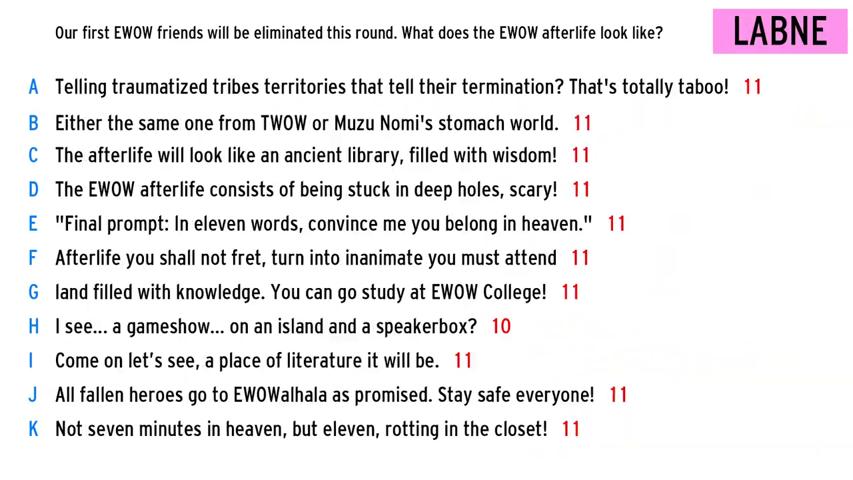 Our first EWOW friends will be eliminated this round. What does the EWOW afterlife look like?
LABNE
A Telling traumatized tribes territories that tell their termination? That's totally taboo! 11
B Either the same one from TWOW or Muzu Nomi's stomach world. 11
C The afterlife will look like an ancient library, filled with wisdom! 11
D The EWOW afterlife consists of being stuck in deep holes, scary! 11
E "Final prompt: In eleven words, convince me you belong in heaven." 11
F Afterlife you shall not fret, turn into inanimate you must attend 11
G land filled with knowledge. You can go study at EWOW College! 11
H I see... a gameshow... on an island and a speakerbox? 10
I Come on let’s see, a place of literature it will be. 11
J All fallen heroes go to EWOWalhala as promised. Stay safe everyone! 11
K Not seven minutes in heaven, but eleven, rotting in the closet! 11